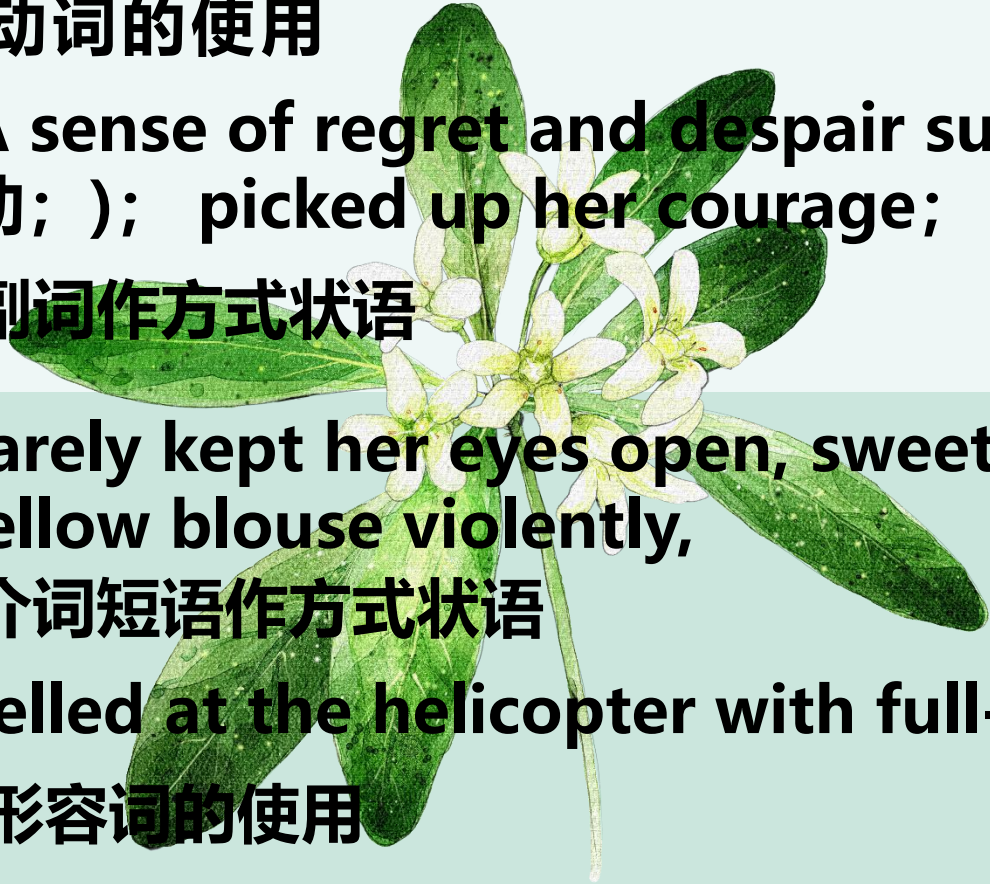 动词的使用
A sense of regret and despair su
动；)； picked up her courage；
副词作方式状语
arely kept her eyes open, sweet
ellow blouse violently,
介词短语作方式状语
elled at the helicopter with full-
形容词的使用